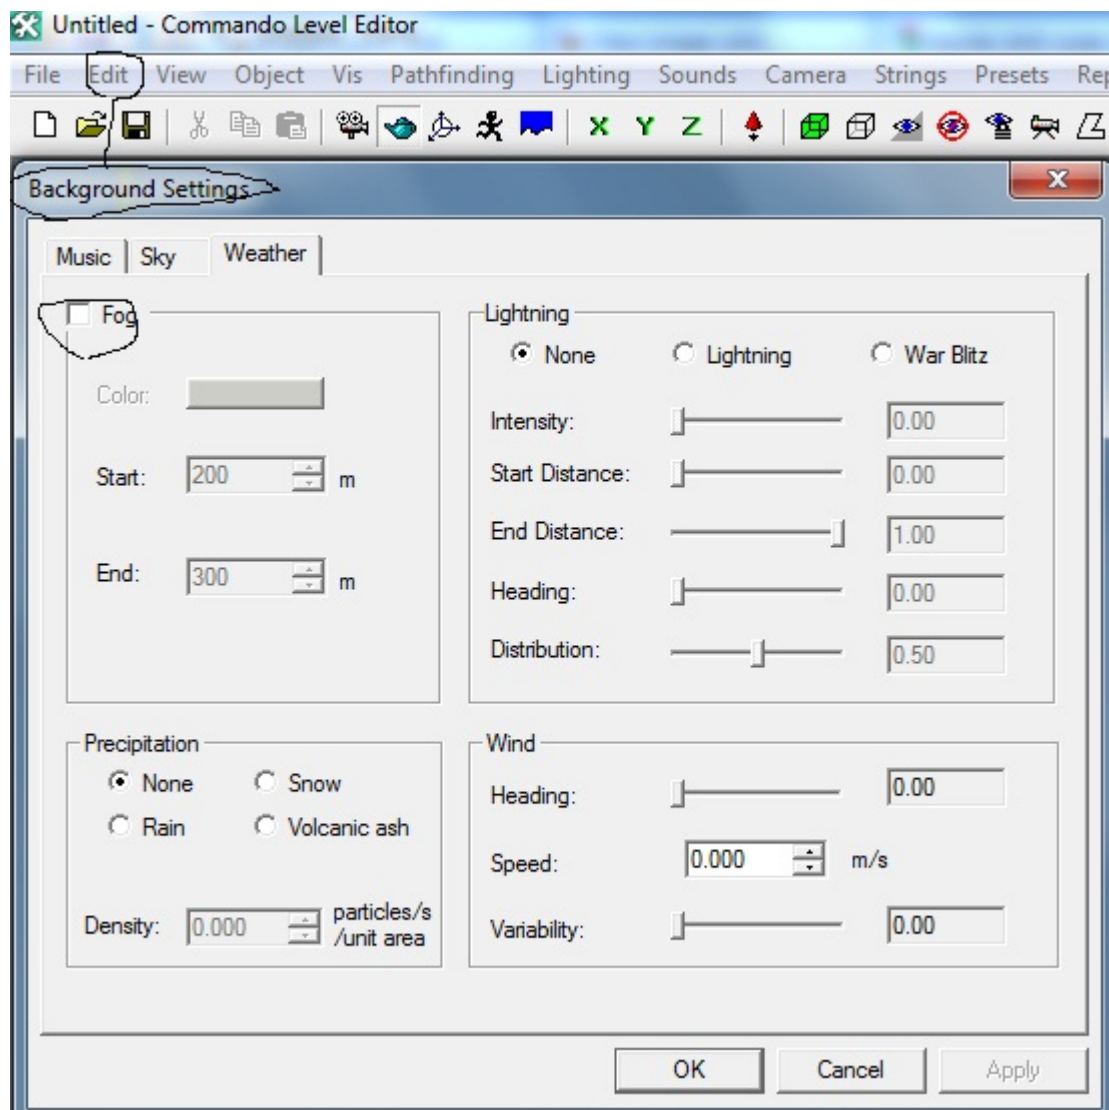 Untitled - Commando Level Editor
File Edit View Object Vis Pathfinding Lighting Sounds Camera Strings Presets Rep
X Y Z
Background Settings
Music Sky Weather
Fog
Color:
Start: 200 m
End: 300 m
Lightning
None Lightning War Blitz
Intensity: 0.00
Start Distance: 0.00
End Distance: 1.00
Heading: 0.00
Distribution: 0.50
Precipitation
None Snow
Rain Volcanic ash
Density: 0.000 particles/s
/unit area
Wind
Heading: 0.00
Speed: 0.000 m/s
Variability: 0.00
OK Cancel Apply